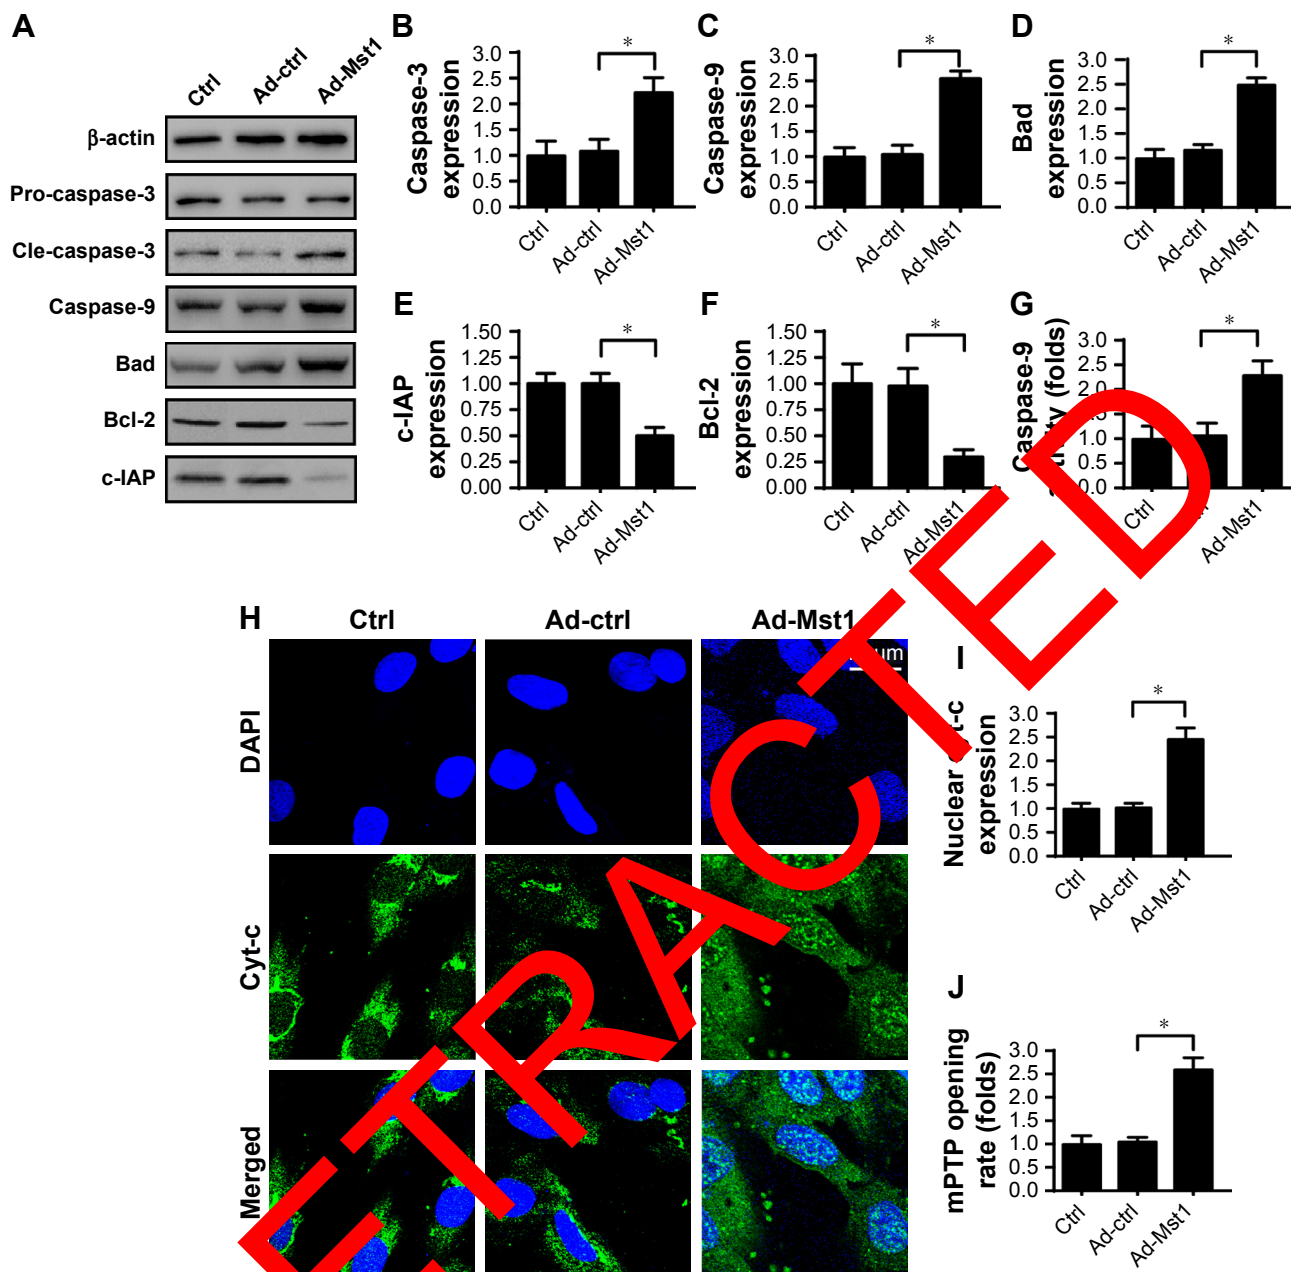 A
Ctrl
Ad-ctrl
Ad-Mst1
β-actin
Pro-caspase-3
Cle-caspase-3
Caspase-9
Bad
Bcl-2
c-IAP
B
Caspase-3
expression
3.0
2.5
2.0
1.5
1.0
0.5
0.0
*
Ctrl
Ad-ctrl
Ad-Mst1
C
Caspase-9
expression
3.0
2.5
2.0
1.5
1.0
0.5
0.0
*
Ctrl
Ad-ctrl
Ad-Mst1
D
Bad
expression
3.0
2.5
2.0
1.5
1.0
0.5
0.0
*
Ctrl
Ad-ctrl
Ad-Mst1
E
c-IAP
expression
1.50
1.25
1.00
0.75
0.50
0.25
0.00
*
Ctrl
Ad-ctrl
Ad-Mst1
F
Bcl-2
expression
1.50
1.25
1.00
0.75
0.50
0.25
0.00
*
Ctrl
Ad-ctrl
Ad-Mst1
G
Caspase-9
(folds)
3.0
2.5
2.0
1.5
1.0
0.5
0.0
*
Ctrl
Ad-Mst1
H
Ctrl
Ad-ctrl
Ad-Mst1
DAPI
Cyt-c
Merged
I
Nuclear
expression
3.0
2.5
2.0
1.5
1.0
0.5
0.0
*
Ctrl
Ad-ctrl
Ad-Mst1
J
mPTP opening
rate (folds)
3.0
2.5
2.0
1.5
1.0
0.5
0.0
*
Ctrl
Ad-ctrl
Ad-Mst1
ETRACTED